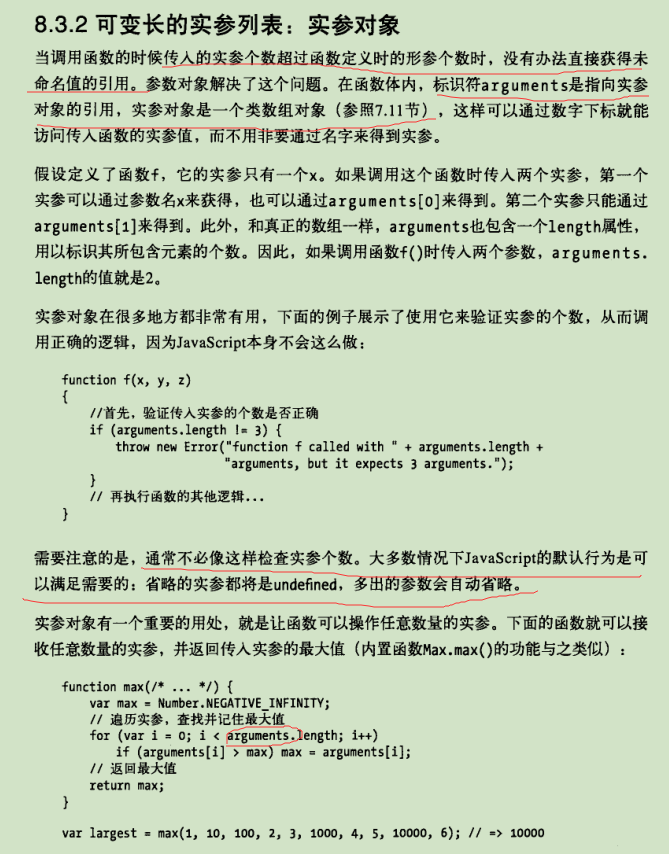 8.3.2 可变长的实参列表：实参对象
当调用函数的时候传入的实参个数超过函数定义时的形参个数时，没有办法直接获得未
命名值的引用。参数对象解决了这个问题。在函数体内，标识符arguments是指向实参
对象的引用，实参对象是一个类数组对象（参照7.11节），这样可以通过数字下标就能
访问传入函数的实参值，而不用非要通过名字来得到实参。
假设定义了函数f，它的实参只有一个x。如果调用这个函数时传入两个实参，第一个
实参可以通过参数名x来获得，也可以通过arguments[0]来得到。第二个实参只能通过
arguments[1]来得到。此外，和真正的数组一样，arguments也包含一个length属性，
用以标识其所包含元素的个数。因此，如果调用函数f()时传入两个参数，arguments.
length的值就是2。
实参对象在很多地方都非常有用，下面的例子展示了使用它来验证实参的个数，从而调
用正确的逻辑，因为JavaScript本身不会这么做：
function f(x, y, z)
{
//首先，验证传入实参的个数是否正确
if (arguments.length != 3) {
throw new Error("function f called with " + arguments.length +
"arguments, but it expects 3 arguments.");
}
// 再执行函数的其他逻辑...
}
需要注意的是，通常不必像这样检查实参个数。大多数情况下JavaScript的默认行为是可
以满足需要的：省略的实参都将是undefined，多出的参数会自动省略。
实参对象有一个重要的用处，就是让函数可以操作任意数量的实参。下面的函数就可以接
收任意数量的实参，并返回传入实参的最大值（内置函数Max.max()的功能与之类似）：
function max(/* ... */) {
var max = Number.NEGATIVE_INFINITY;
// 遍历实参，查找并记住最大值
for (var i = 0; i < arguments.length; i++)
if (arguments[i] > max) max = arguments[i];
// 返回最大值
return max;
}
var largest = max(1, 10, 100, 2, 3, 1000, 4, 5, 10000, 6); // => 10000